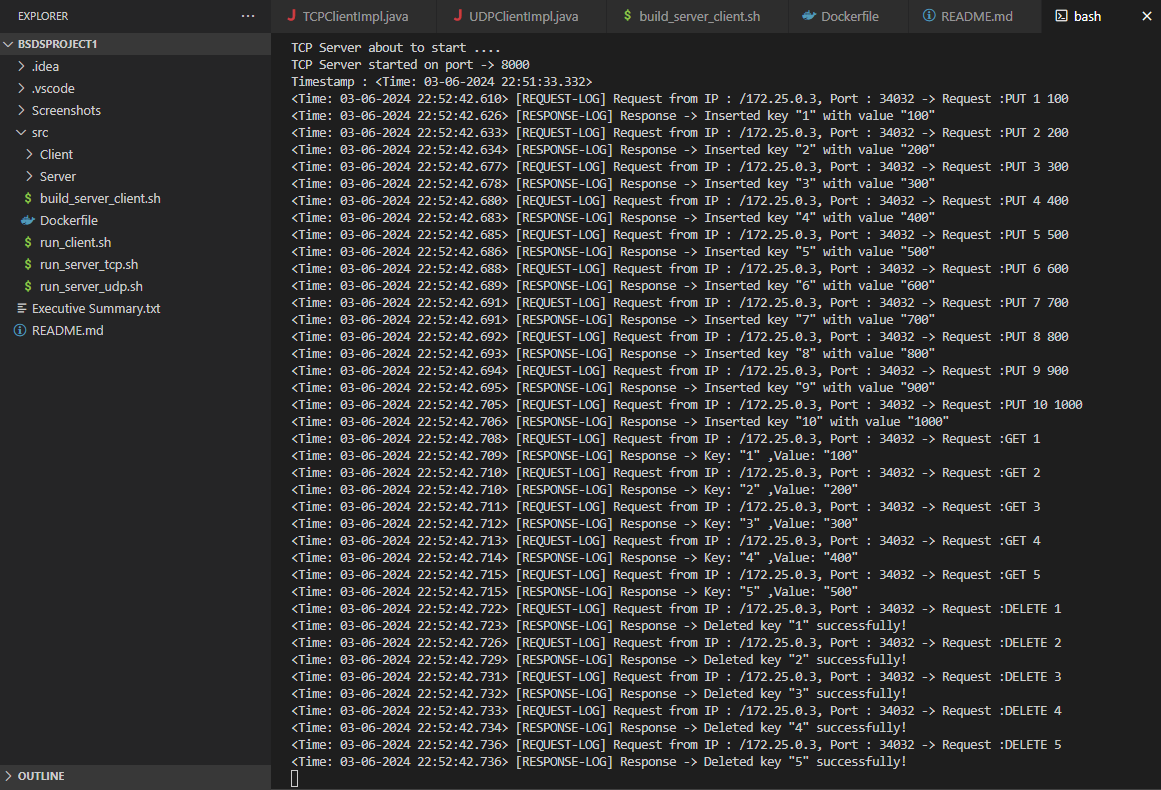 EXPLORER
···
TCPClientImpl.java
UDPClientImpl.java
build_server_client.sh
Dockerfile
README.md
bash
BSDSPROJECT1
.idea
.vscode
Screenshots
src
Client
Server
build_server_client.sh
Dockerfile
run_client.sh
run_server_tcp.sh
run_server_udp.sh
Executive Summary.txt
README.md
OUTLINE
TCP Server about to start ....
TCP Server started on port -> 8000
Timestamp : <Time: 03-06-2024 22:51:33.332>
<Time: 03-06-2024 22:52:42.610> [REQUEST-LOG] Request from IP : /172.25.0.3, Port : 34032 -> Request :PUT 1 100
<Time: 03-06-2024 22:52:42.626> [RESPONSE-LOG] Response -> Inserted key "1" with value "100"
<Time: 03-06-2024 22:52:42.633> [REQUEST-LOG] Request from IP : /172.25.0.3, Port : 34032 -> Request :PUT 2 200
<Time: 03-06-2024 22:52:42.634> [RESPONSE-LOG] Response -> Inserted key "2" with value "200"
<Time: 03-06-2024 22:52:42.677> [REQUEST-LOG] Request from IP : /172.25.0.3, Port : 34032 -> Request :PUT 3 300
<Time: 03-06-2024 22:52:42.678> [RESPONSE-LOG] Response -> Inserted key "3" with value "300"
<Time: 03-06-2024 22:52:42.680> [REQUEST-LOG] Request from IP : /172.25.0.3, Port : 34032 -> Request :PUT 4 400
<Time: 03-06-2024 22:52:42.683> [RESPONSE-LOG] Response -> Inserted key "4" with value "400"
<Time: 03-06-2024 22:52:42.685> [REQUEST-LOG] Request from IP : /172.25.0.3, Port : 34032 -> Request :PUT 5 500
<Time: 03-06-2024 22:52:42.686> [RESPONSE-LOG] Response -> Inserted key "5" with value "500"
<Time: 03-06-2024 22:52:42.688> [REQUEST-LOG] Request from IP : /172.25.0.3, Port : 34032 -> Request :PUT 6 600
<Time: 03-06-2024 22:52:42.689> [RESPONSE-LOG] Response -> Inserted key "6" with value "600"
<Time: 03-06-2024 22:52:42.691> [REQUEST-LOG] Request from IP : /172.25.0.3, Port : 34032 -> Request :PUT 7 700
<Time: 03-06-2024 22:52:42.691> [RESPONSE-LOG] Response -> Inserted key "7" with value "700"
<Time: 03-06-2024 22:52:42.692> [REQUEST-LOG] Request from IP : /172.25.0.3, Port : 34032 -> Request :PUT 8 800
<Time: 03-06-2024 22:52:42.693> [RESPONSE-LOG] Response -> Inserted key "8" with value "800"
<Time: 03-06-2024 22:52:42.694> [REQUEST-LOG] Request from IP : /172.25.0.3, Port : 34032 -> Request :PUT 9 900
<Time: 03-06-2024 22:52:42.695> [RESPONSE-LOG] Response -> Inserted key "9" with value "900"
<Time: 03-06-2024 22:52:42.705> [REQUEST-LOG] Request from IP : /172.25.0.3, Port : 34032 -> Request :PUT 10 1000
<Time: 03-06-2024 22:52:42.706> [RESPONSE-LOG] Response -> Inserted key "10" with value "1000"
<Time: 03-06-2024 22:52:42.708> [REQUEST-LOG] Request from IP : /172.25.0.3, Port : 34032 -> Request :GET 1
<Time: 03-06-2024 22:52:42.709> [RESPONSE-LOG] Response -> Key: "1" ,Value: "100"
<Time: 03-06-2024 22:52:42.710> [REQUEST-LOG] Request from IP : /172.25.0.3, Port : 34032 -> Request :GET 2
<Time: 03-06-2024 22:52:42.710> [RESPONSE-LOG] Response -> Key: "2" ,Value: "200"
<Time: 03-06-2024 22:52:42.711> [REQUEST-LOG] Request from IP : /172.25.0.3, Port : 34032 -> Request :GET 3
<Time: 03-06-2024 22:52:42.712> [RESPONSE-LOG] Response -> Key: "3" ,Value: "300"
<Time: 03-06-2024 22:52:42.713> [REQUEST-LOG] Request from IP : /172.25.0.3, Port : 34032 -> Request :GET 4
<Time: 03-06-2024 22:52:42.714> [RESPONSE-LOG] Response -> Key: "4" ,Value: "400"
<Time: 03-06-2024 22:52:42.715> [REQUEST-LOG] Request from IP : /172.25.0.3, Port : 34032 -> Request :GET 5
<Time: 03-06-2024 22:52:42.715> [RESPONSE-LOG] Response -> Key: "5" ,Value: "500"
<Time: 03-06-2024 22:52:42.722> [REQUEST-LOG] Request from IP : /172.25.0.3, Port : 34032 -> Request :DELETE 1
<Time: 03-06-2024 22:52:42.723> [RESPONSE-LOG] Response -> Deleted key "1" successfully!
<Time: 03-06-2024 22:52:42.726> [REQUEST-LOG] Request from IP : /172.25.0.3, Port : 34032 -> Request :DELETE 2
<Time: 03-06-2024 22:52:42.729> [RESPONSE-LOG] Response -> Deleted key "2" successfully!
<Time: 03-06-2024 22:52:42.731> [REQUEST-LOG] Request from IP : /172.25.0.3, Port : 34032 -> Request :DELETE 3
<Time: 03-06-2024 22:52:42.732> [RESPONSE-LOG] Response -> Deleted key "3" successfully!
<Time: 03-06-2024 22:52:42.733> [REQUEST-LOG] Request from IP : /172.25.0.3, Port : 34032 -> Request :DELETE 4
<Time: 03-06-2024 22:52:42.734> [RESPONSE-LOG] Response -> Deleted key "4" successfully!
<Time: 03-06-2024 22:52:42.736> [REQUEST-LOG] Request from IP : /172.25.0.3, Port : 34032 -> Request :DELETE 5
<Time: 03-06-2024 22:52:42.736> [RESPONSE-LOG] Response -> Deleted key "5" successfully!